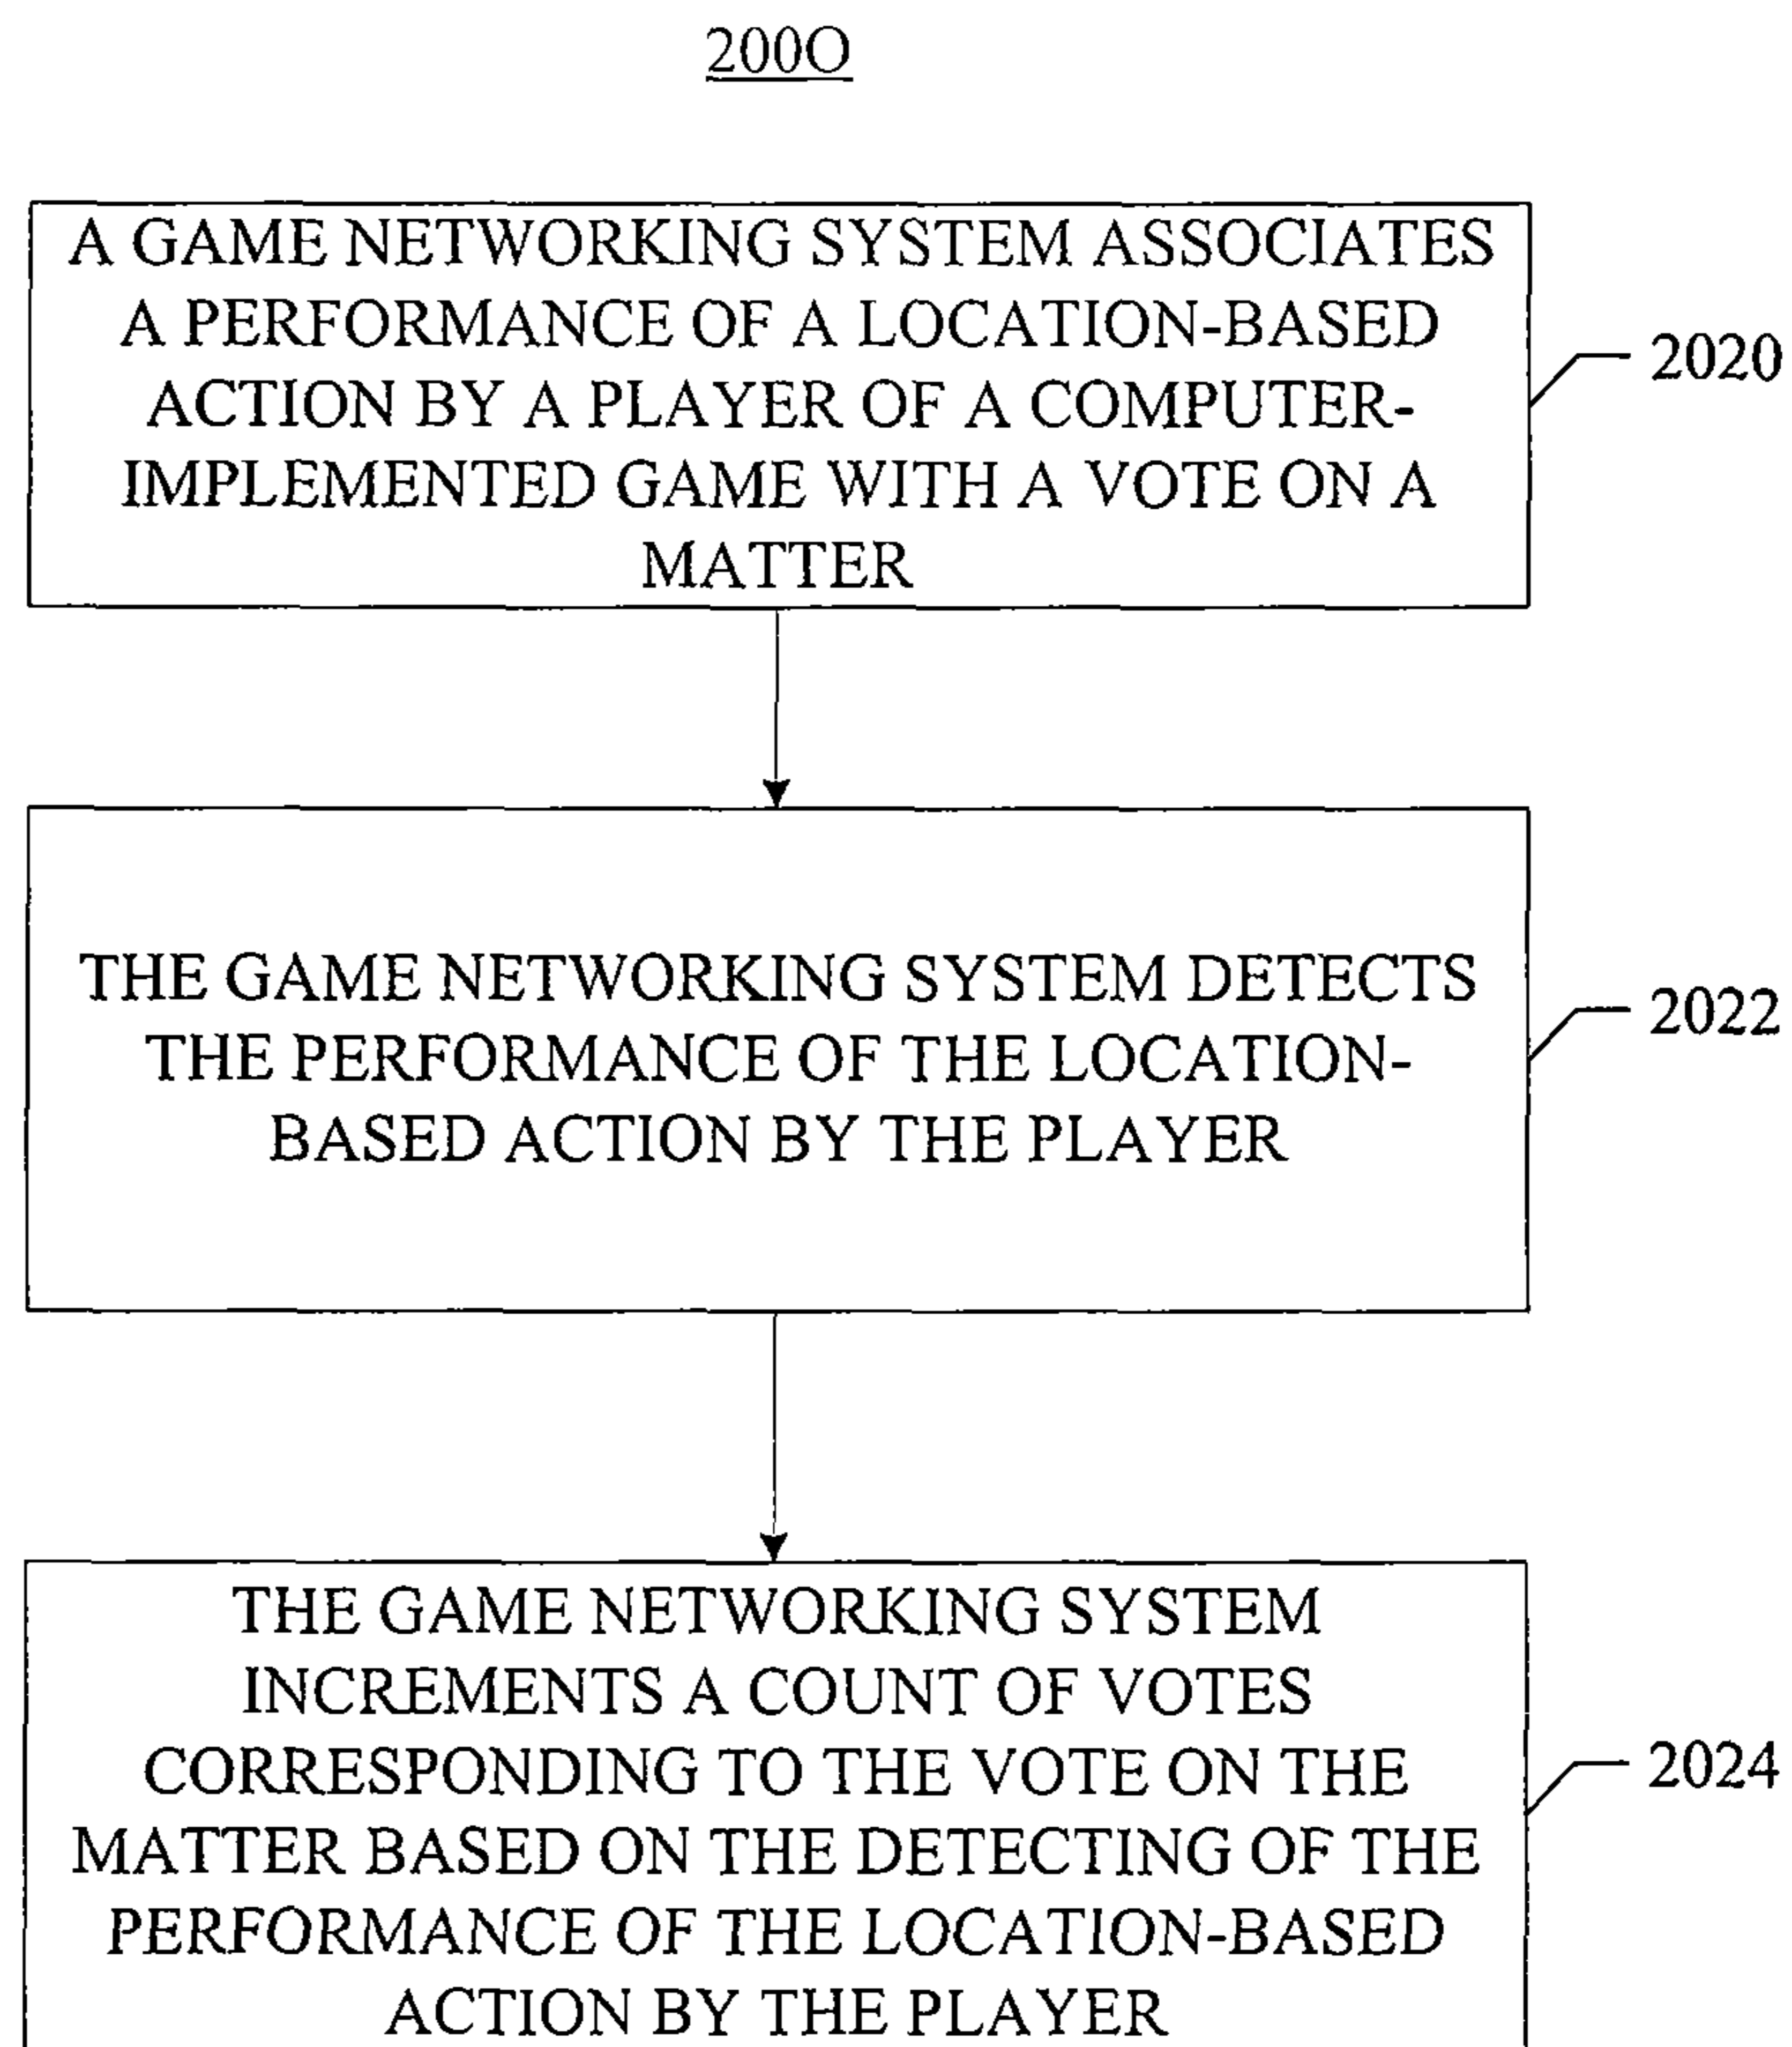 200O
A GAME NETWORKING SYSTEM ASSOCIATES
A PERFORMANCE OF A LOCATION-BASED
ACTION BY A PLAYER OF A COMPUTER-
IMPLEMENTED GAME WITH A VOTE ON A
MATTER
2020
THE GAME NETWORKING SYSTEM DETECTS
THE PERFORMANCE OF THE LOCATION-
BASED ACTION BY THE PLAYER
2022
THE GAME NETWORKING SYSTEM
INCREMENTS A COUNT OF VOTES
CORRESPONDING TO THE VOTE ON THE
MATTER BASED ON THE DETECTING OF THE
PERFORMANCE OF THE LOCATION-BASED
ACTION BY THE PLAYER
2024